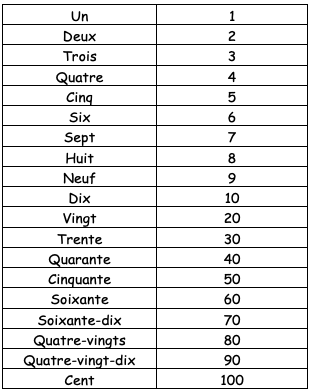 Un 1
Deux 2
Trois 3
Quatre 4
Cinq 5
Six 6
Sept 7
Huit 8
Neuf 9
Dix 10
Vingt 20
Trente 30
Quarante 40
Cinquante 50
Soixante 60
Soixante-dix 70
Quatre-vingts 80
Quatre-vingt-dix 90
Cent 100